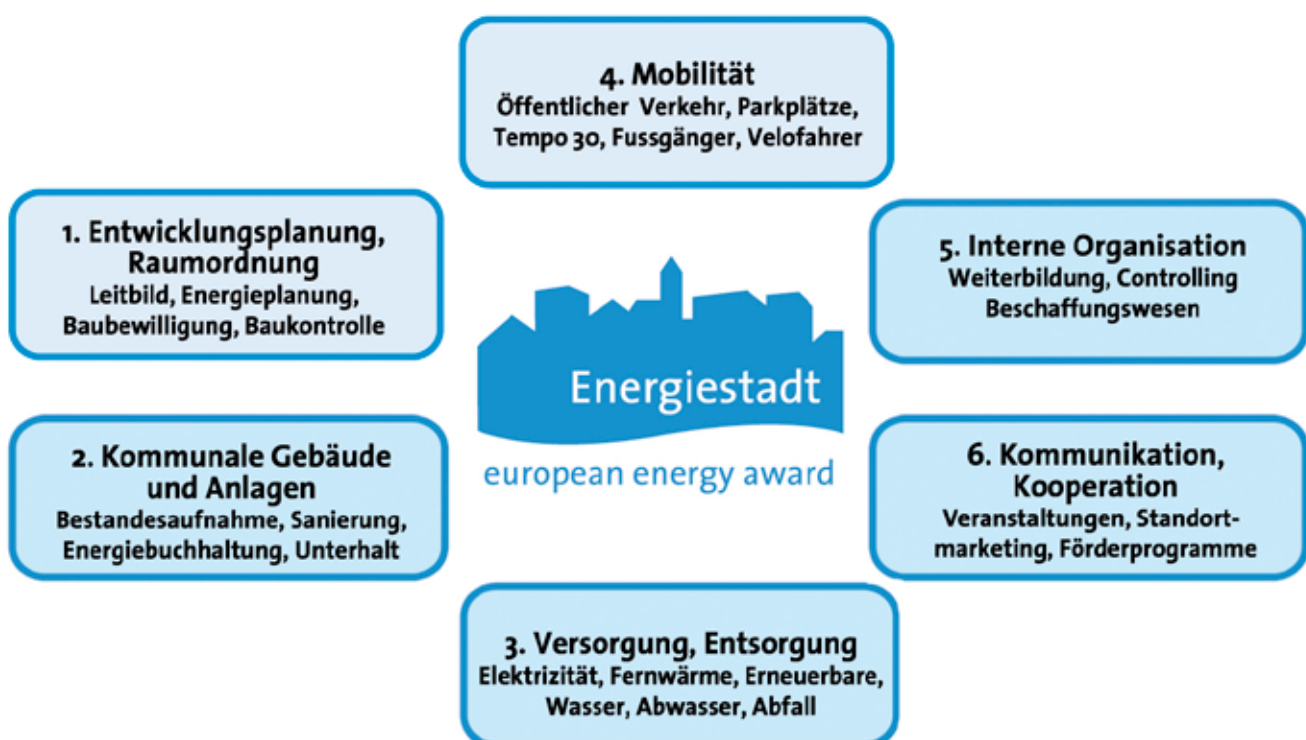 4. Mobilität
Öffentlicher Verkehr, Parkplätze,
Tempo 30, Fussgänger, Velofahrer
1. Entwicklungsplanung,
Raumordnung
Leitbild, Energieplanung,
Baubewilligung, Baukontrolle
5. Interne Organisation
Weiterbildung, Controlling
Beschaffungswesen
Energiestadt
european energy award
2. Kommunale Gebäude
und Anlagen
Bestandesaufnahme, Sanierung,
Energiebuchhaltung, Unterhalt
6. Kommunikation,
Kooperation
Veranstaltungen, Standort-
marketing, Förderprogramme
3. Versorgung, Entsorgung
Elektrizität, Fernwärme, Erneuerbare,
Wasser, Abwasser, Abfall